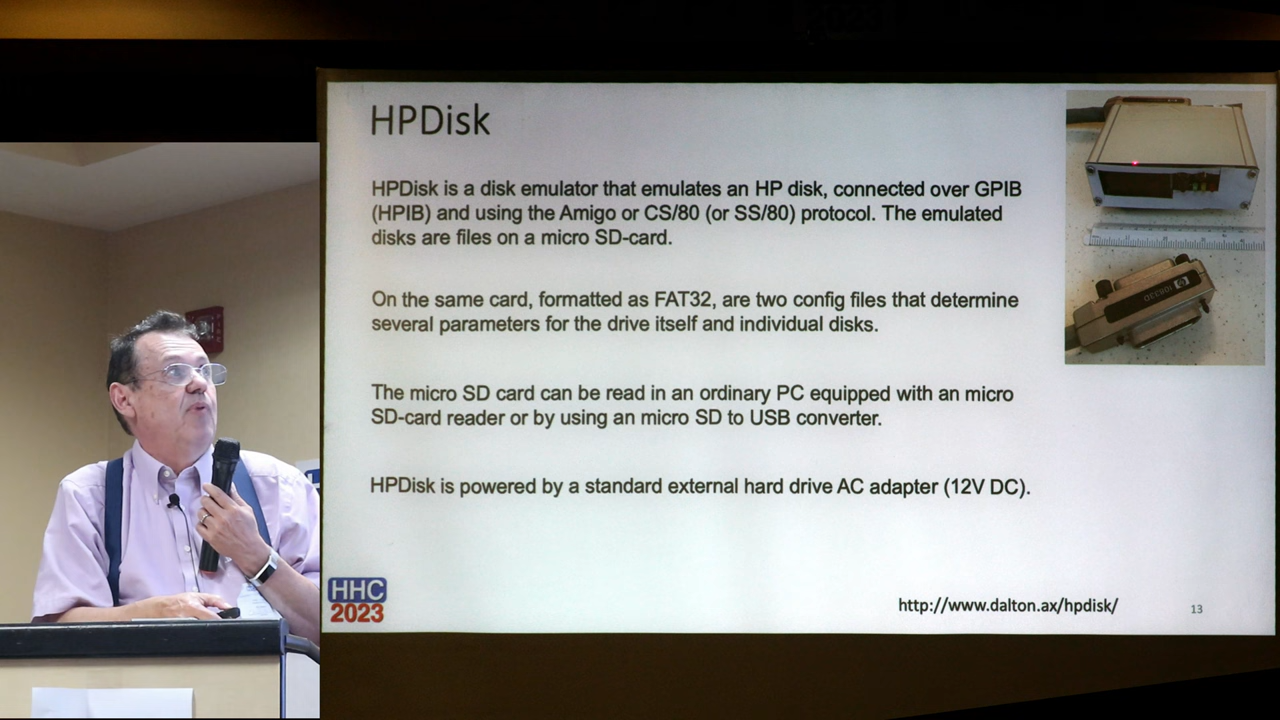 HPDisk
HPDisk is a disk emulator that emulates an HP disk, connected over GPIB
(HPIB) and using the Amigo or CS/80 (or SS/80) protocol. The emulated
disks are files on a micro SD-card.
On the same card, formatted as FAT32, are two config files that determine
several parameters for the drive itself and individual disks.
The micro SD card can be read in an ordinary PC equipped with an micro
SD-card reader or by using an micro SD to USB converter.
HPDisk is powered by a standard external hard drive AC adapter (12V DC).
HHC
2023
http://www.dalton.ax/hpdisk/
13